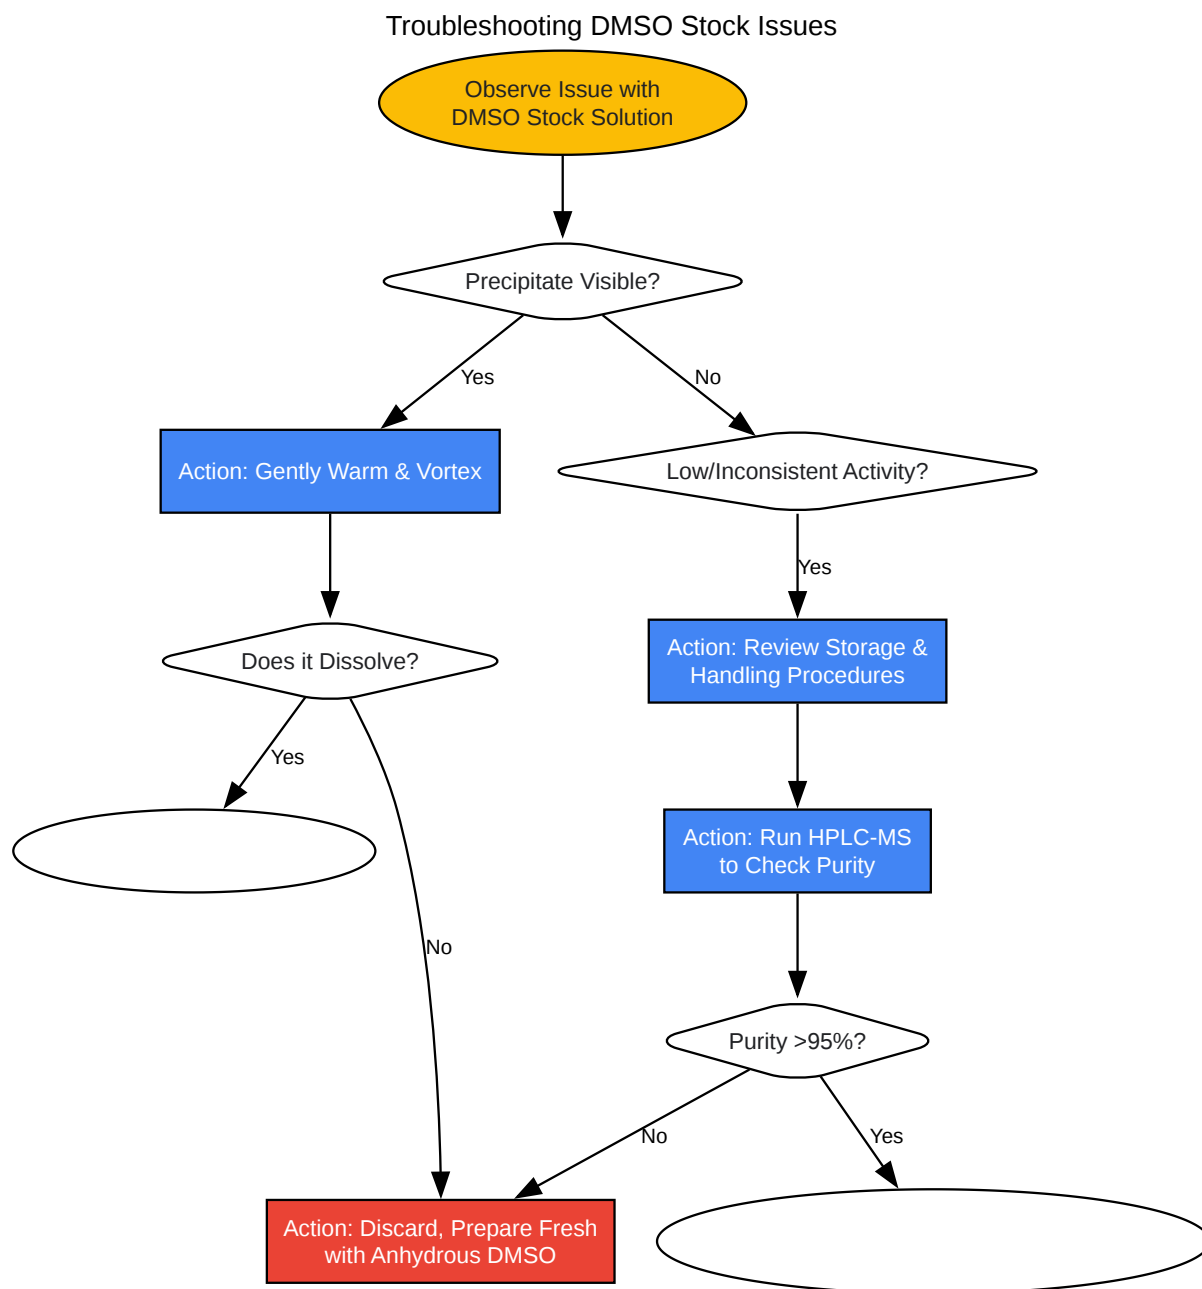 Troubleshooting DMSO Stock Issues
Observe Issue with
DMSO Stock Solution
Precipitate Visible?
Yes
No
Action: Gently Warm & Vortex
Low/Inconsistent Activity?
Yes
Does it Dissolve?
Action: Review Storage &
Handling Procedures
Yes
Action: Run HPLC-MS
to Check Purity
No
Purity >95%?
No
Yes
Action: Discard, Prepare Fresh
with Anhydrous DMSO